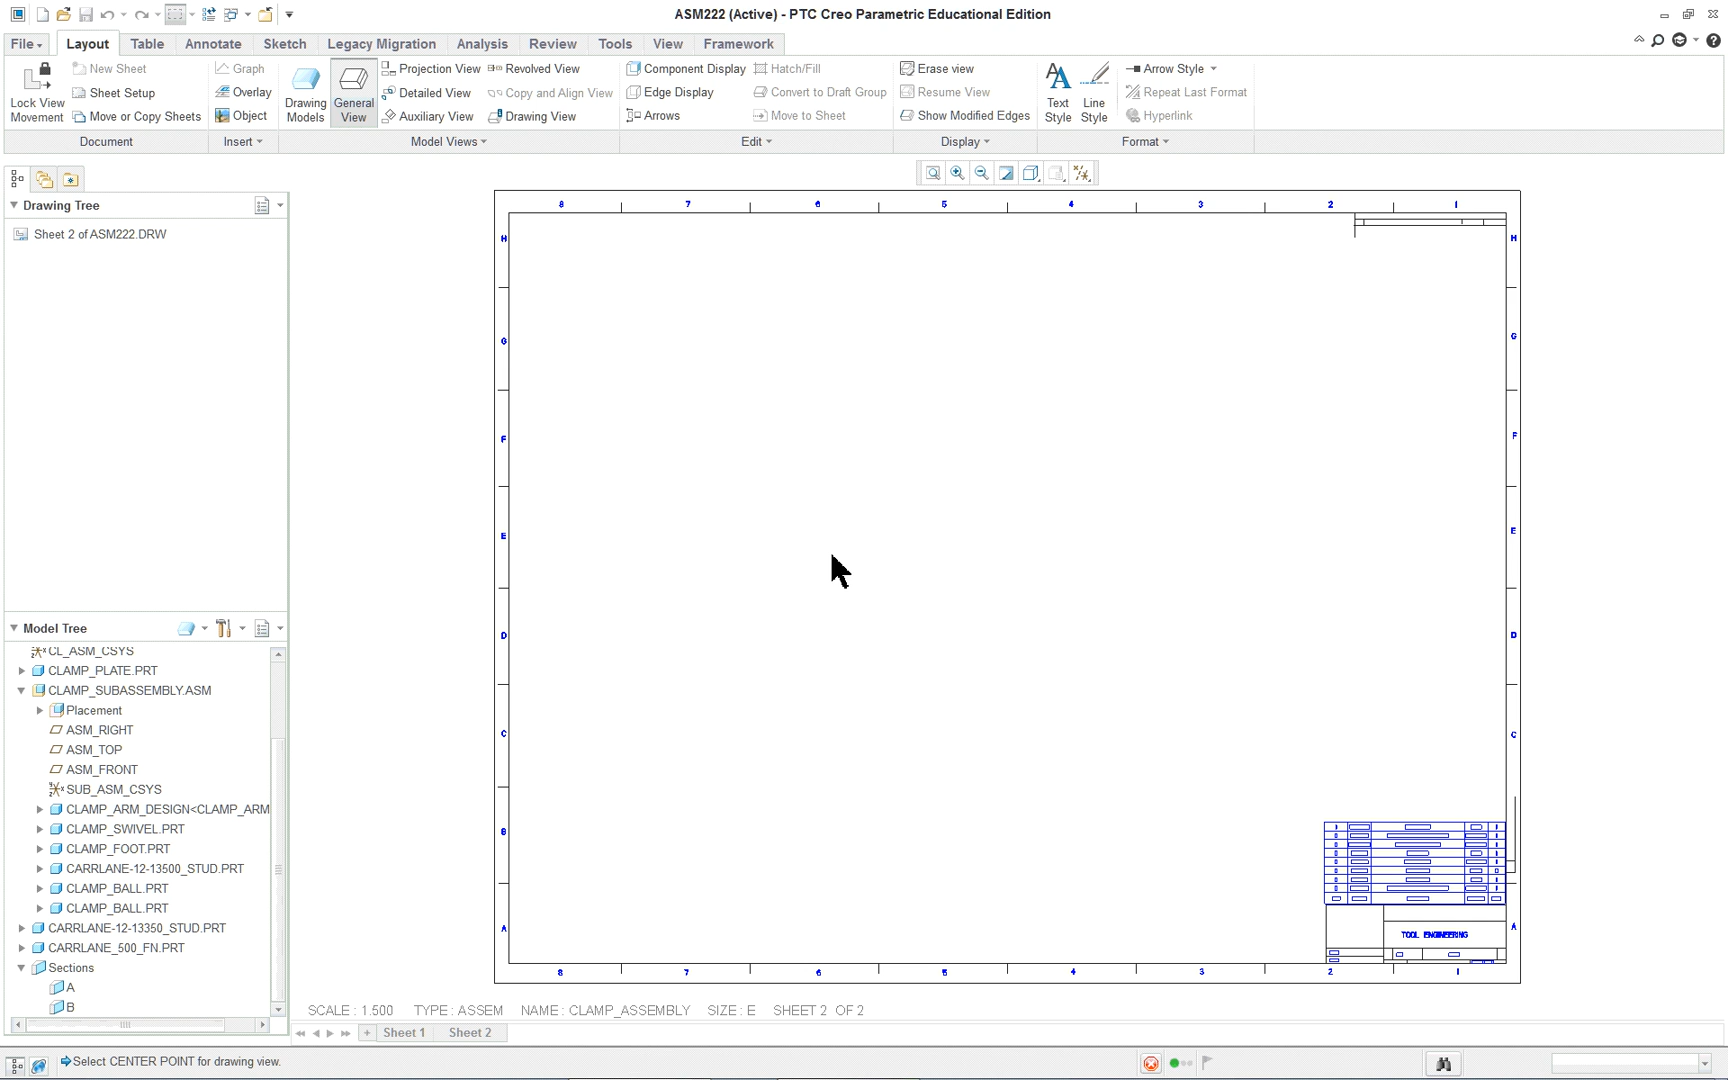 ASM222 (Active) - PTC Creo Parametric Educational Edition
File Layout Table Annotate Sketch Legacy Migration Analysis Review Tools View Framework
New Sheet Graph Projection View Revolved View Component Display Hatch/Fill Erase view Arrow Style
Lock View Movement Sheet Setup Overlay Drawing Models General View Detailed View Copy and Align View Edge Display Convert to Draft Group Resume View Text Style Line Style Repeat Last Format
Move or Copy Sheets Object Auxiliary View Drawing View Arrows Move to Sheet Show Modified Edges Hyperlink
Document Insert Model Views Edit Display Format
Drawing Tree
Sheet 2 of ASM222.DRW
8 7 6 5 4 3 2 1
H H
G G
F F
E E
D D
C C
B
A A
TOOL ENGINEERING
8 7 6 5 4 3 2 1
Model Tree
CL_ASM_CSYS
CLAMP_PLATE.PRT
CLAMP_SUBASSEMBLY.ASM
Placement
ASM_RIGHT
ASM_TOP
ASM_FRONT
SUB_ASM_CSYS
CLAMP_ARM_DESIGN<CLAMP_ARM
CLAMP_SWIVEL.PRT
CLAMP_FOOT.PRT
CARRLANE-12-13500_STUD.PRT
CLAMP_BALL.PRT
CLAMP_BALL.PRT
CARRLANE-12-13350_STUD.PRT
CARRLANE_500_FN.PRT
Sections
A
B
SCALE : 1.500 TYPE : ASSEM NAME : CLAMP_ASSEMBLY SIZE : E SHEET 2 OF 2
Sheet 1 Sheet 2
Select CENTER POINT for drawing view.